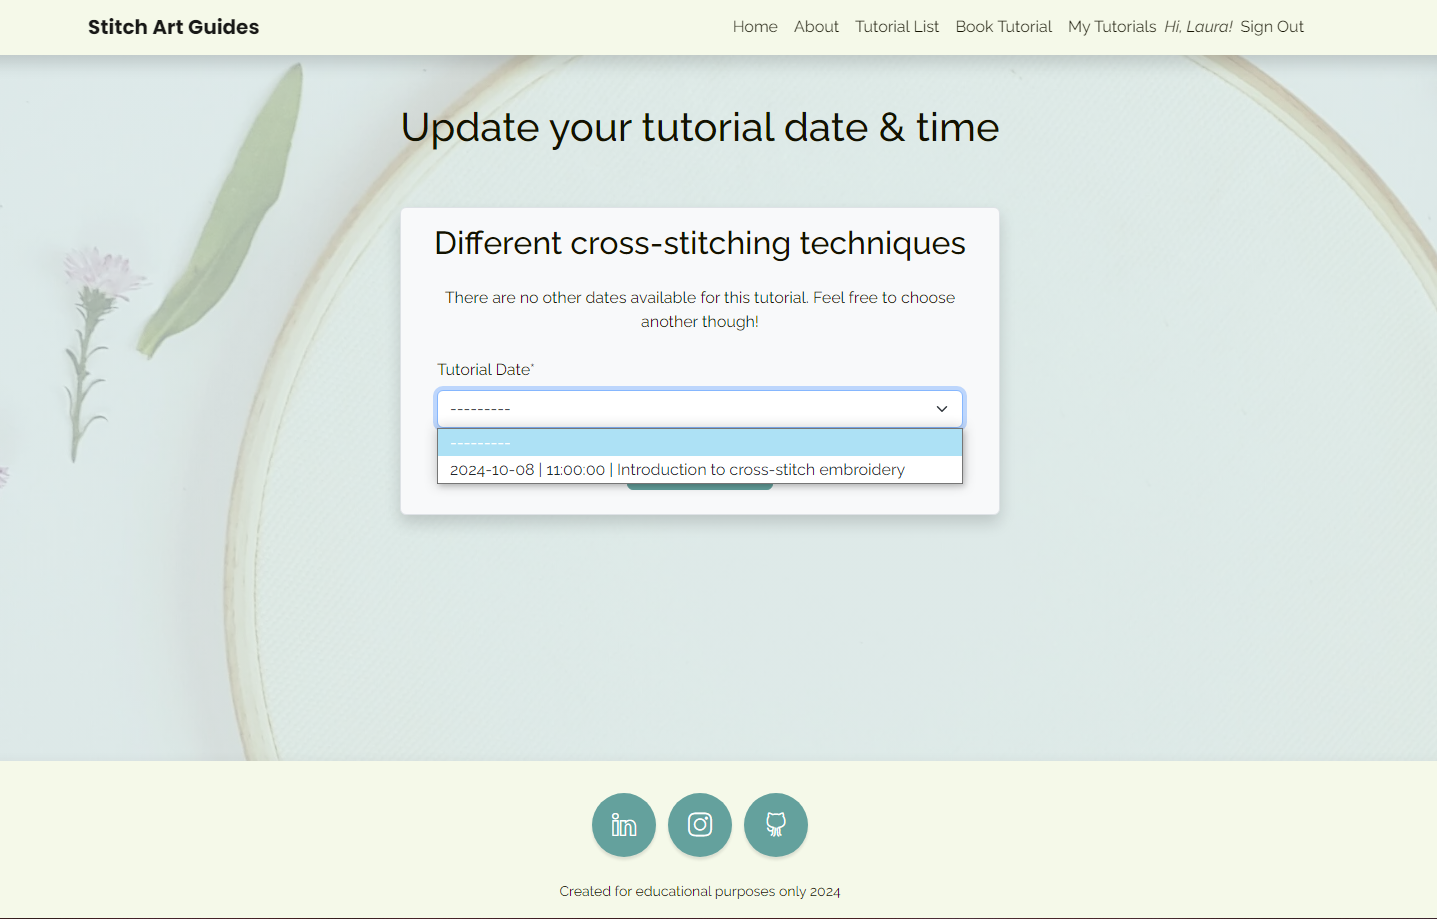 Stitch Art Guides
Home About Tutorial List Book Tutorial My Tutorials Hi, Laura! Sign Out
Update your tutorial date & time
Different cross-stitching techniques
There are no other dates available for this tutorial. Feel free to choose
another though!
Tutorial Date*
---------
---------
2024-10-08 | 11:00:00 | Introduction to cross-stitch embroidery
in
Created for educational purposes only 2024